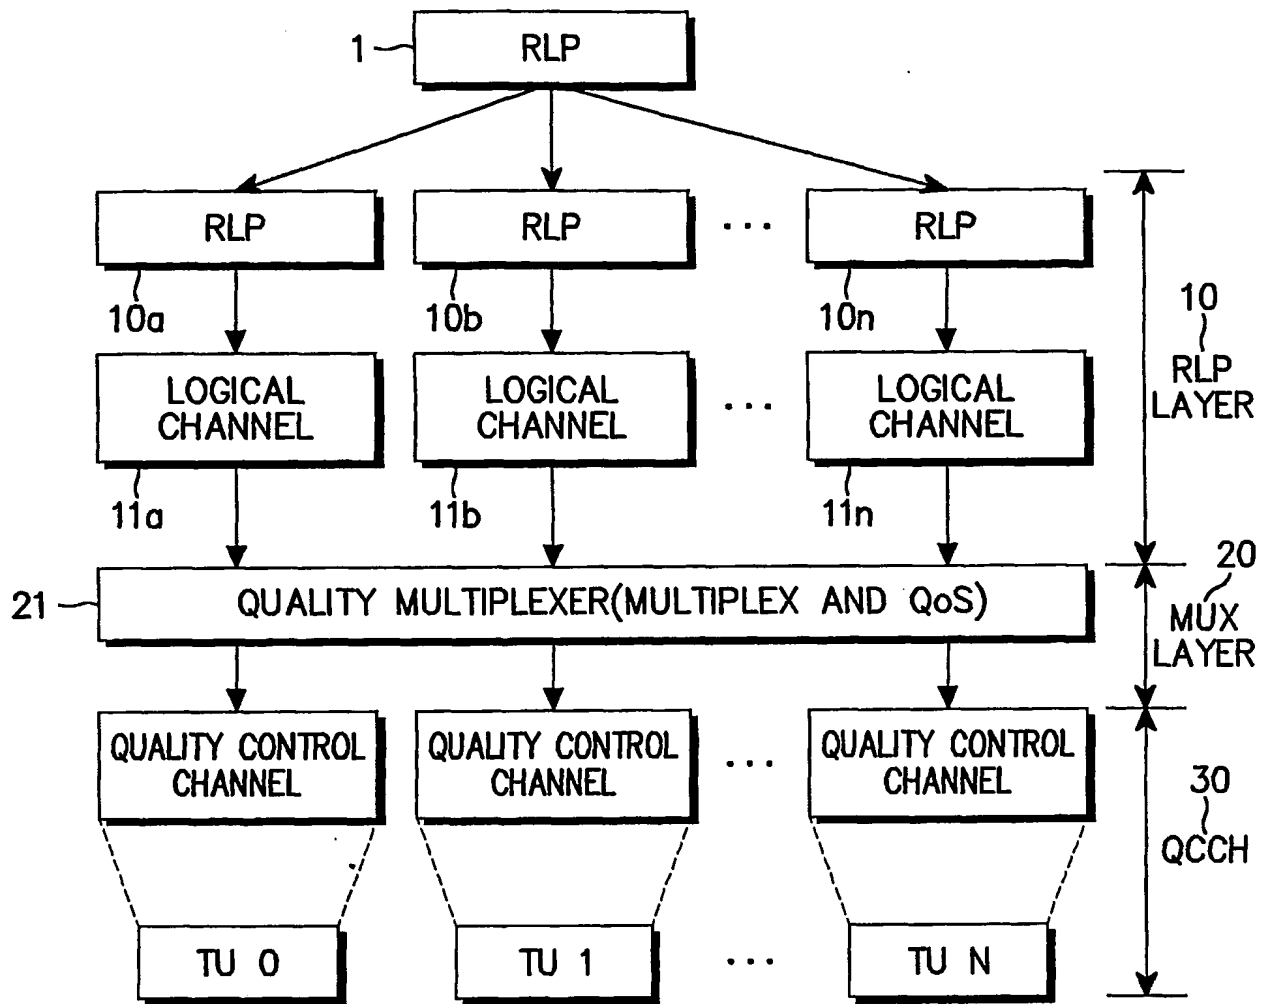 1 RLP
RLP RLP ... RLP
10a 10b 10n
10
RLP
LAYER
LOGICAL
CHANNEL
LOGICAL
CHANNEL
...
LOGICAL
CHANNEL
11a 11b 11n
21 QUALITY MULTIPLEXER(MULTIPLEX AND QoS)
20
MUX
LAYER
QUALITY CONTROL
CHANNEL
QUALITY CONTROL
CHANNEL
...
QUALITY CONTROL
CHANNEL
30
QCCH
TU 0 TU 1 ... TU N